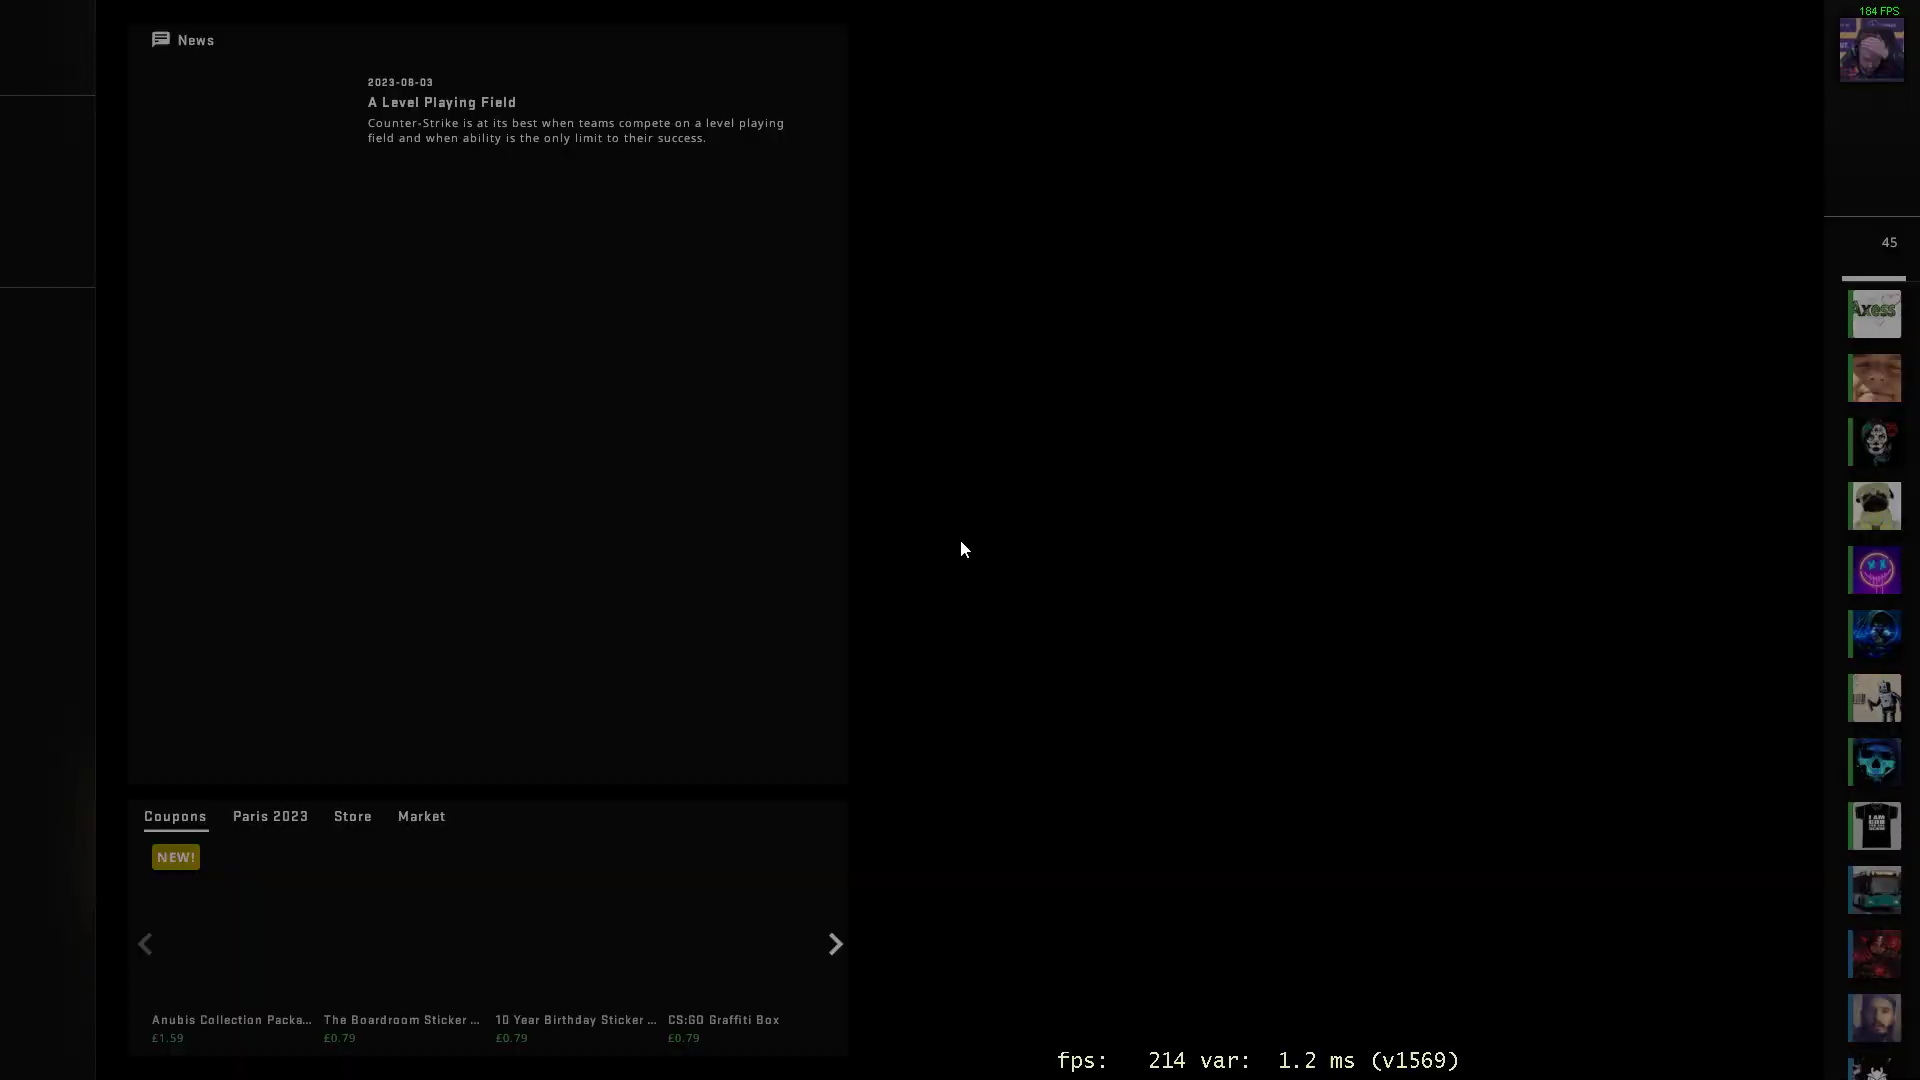 184 FPS
News
2023-08-03
A Level Playing Field
Counter-Strike is at its best when teams compete on a level playing
field and when ability is the only limit to their success.
45
Axess
Coupons Paris 2023 Store Market
NEW!
Anubis Collection Packa... The Boardroom Sticker ... 10 Year Birthday Sticker ... CS:GO Graffiti Box
£1.59 £0.79 £0.79 £0.79
fps: 214 var: 1.2 ms (v1569)